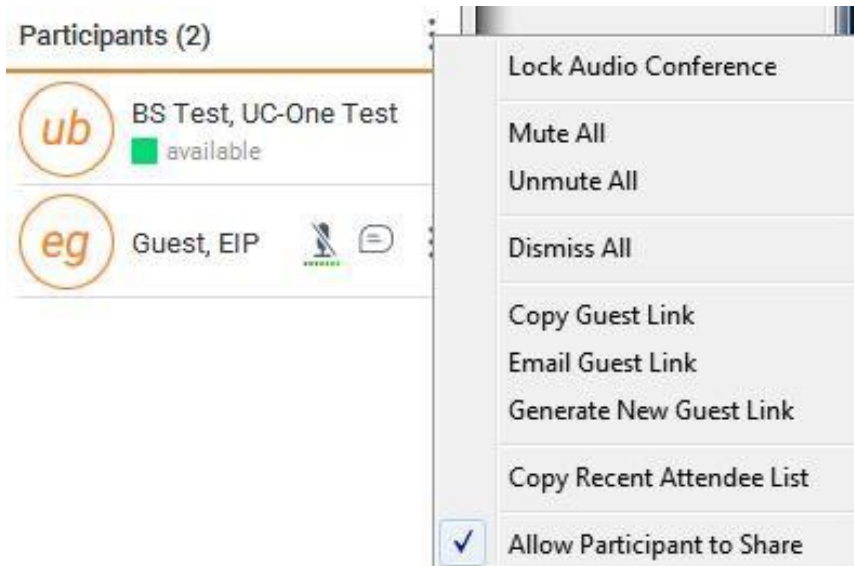 Participants (2)
ub
BS Test, UC-One Test
available
eg
Guest, EIP
Lock Audio Conference
Mute All
Unmute All
Dismiss All
Copy Guest Link
Email Guest Link
Generate New Guest Link
Copy Recent Attendee List
Allow Participant to Share